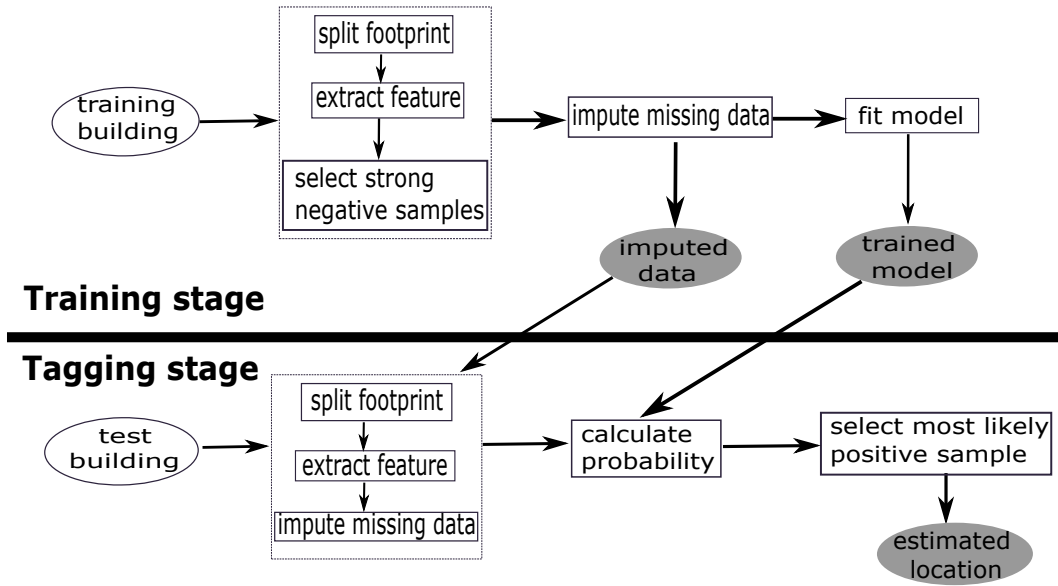 split footprint
extract feature
select strong
negative samples
training
building
impute missing data
fit model
imputed
data
trained
model
Training stage
Tagging stage
split footprint
extract feature
impute missing data
test
building
calculate
probability
select most likely
positive sample
estimated
location